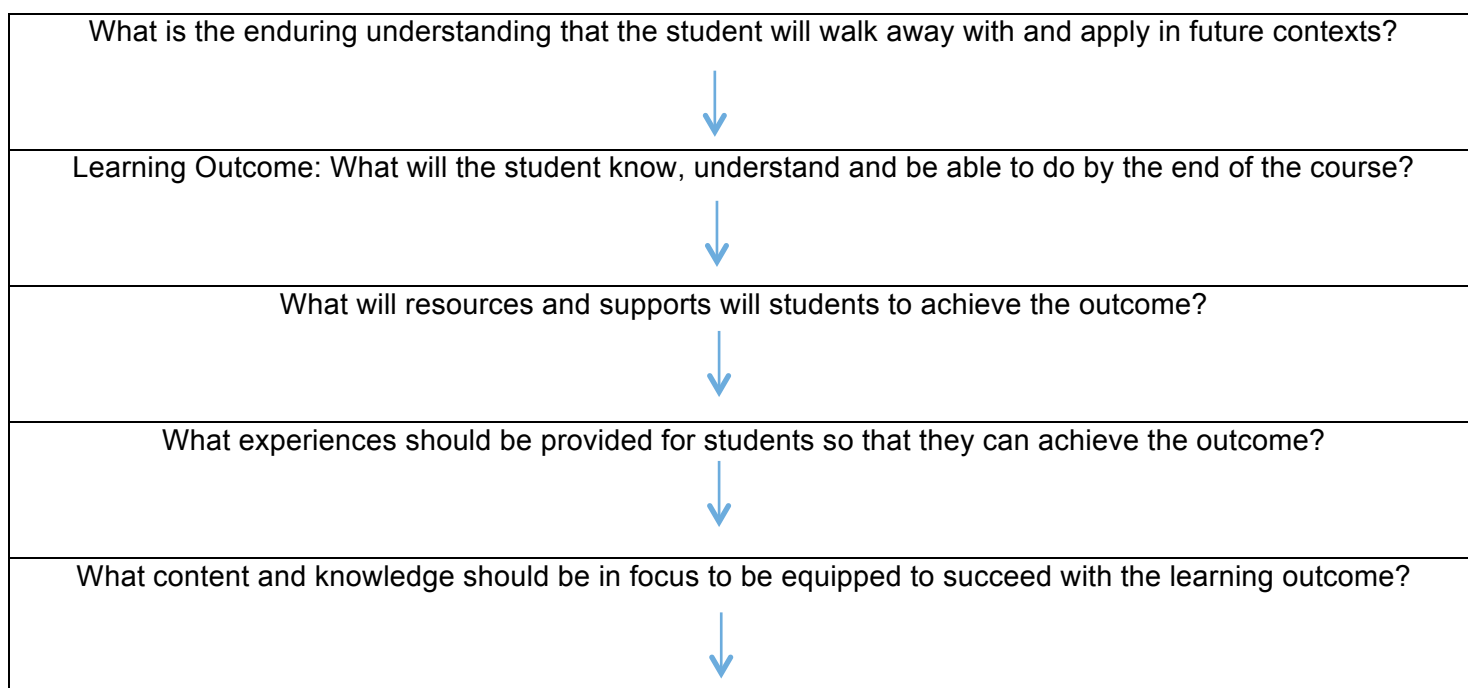 What is the enduring understanding that the student will walk away with and apply in future contexts?
Learning Outcome: What will the student know, understand and be able to do by the end of the course?
What will resources and supports will students to achieve the outcome?
What experiences should be provided for students so that they can achieve the outcome?
What content and knowledge should be in focus to be equipped to succeed with the learning outcome?